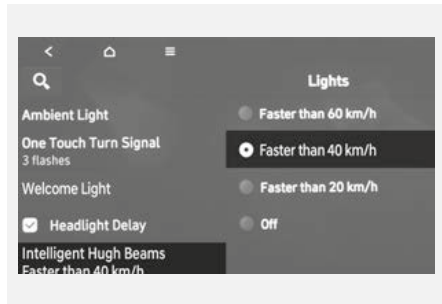 Lights
Ambient Light
One Touch Turn Signal
3 flashes
Welcome Light
Headlight Delay
Intelligent Hugh Beams
Faster than 40 km/h
Faster than 60 km/h
Faster than 40 km/h
Faster than 20 km/h
Off